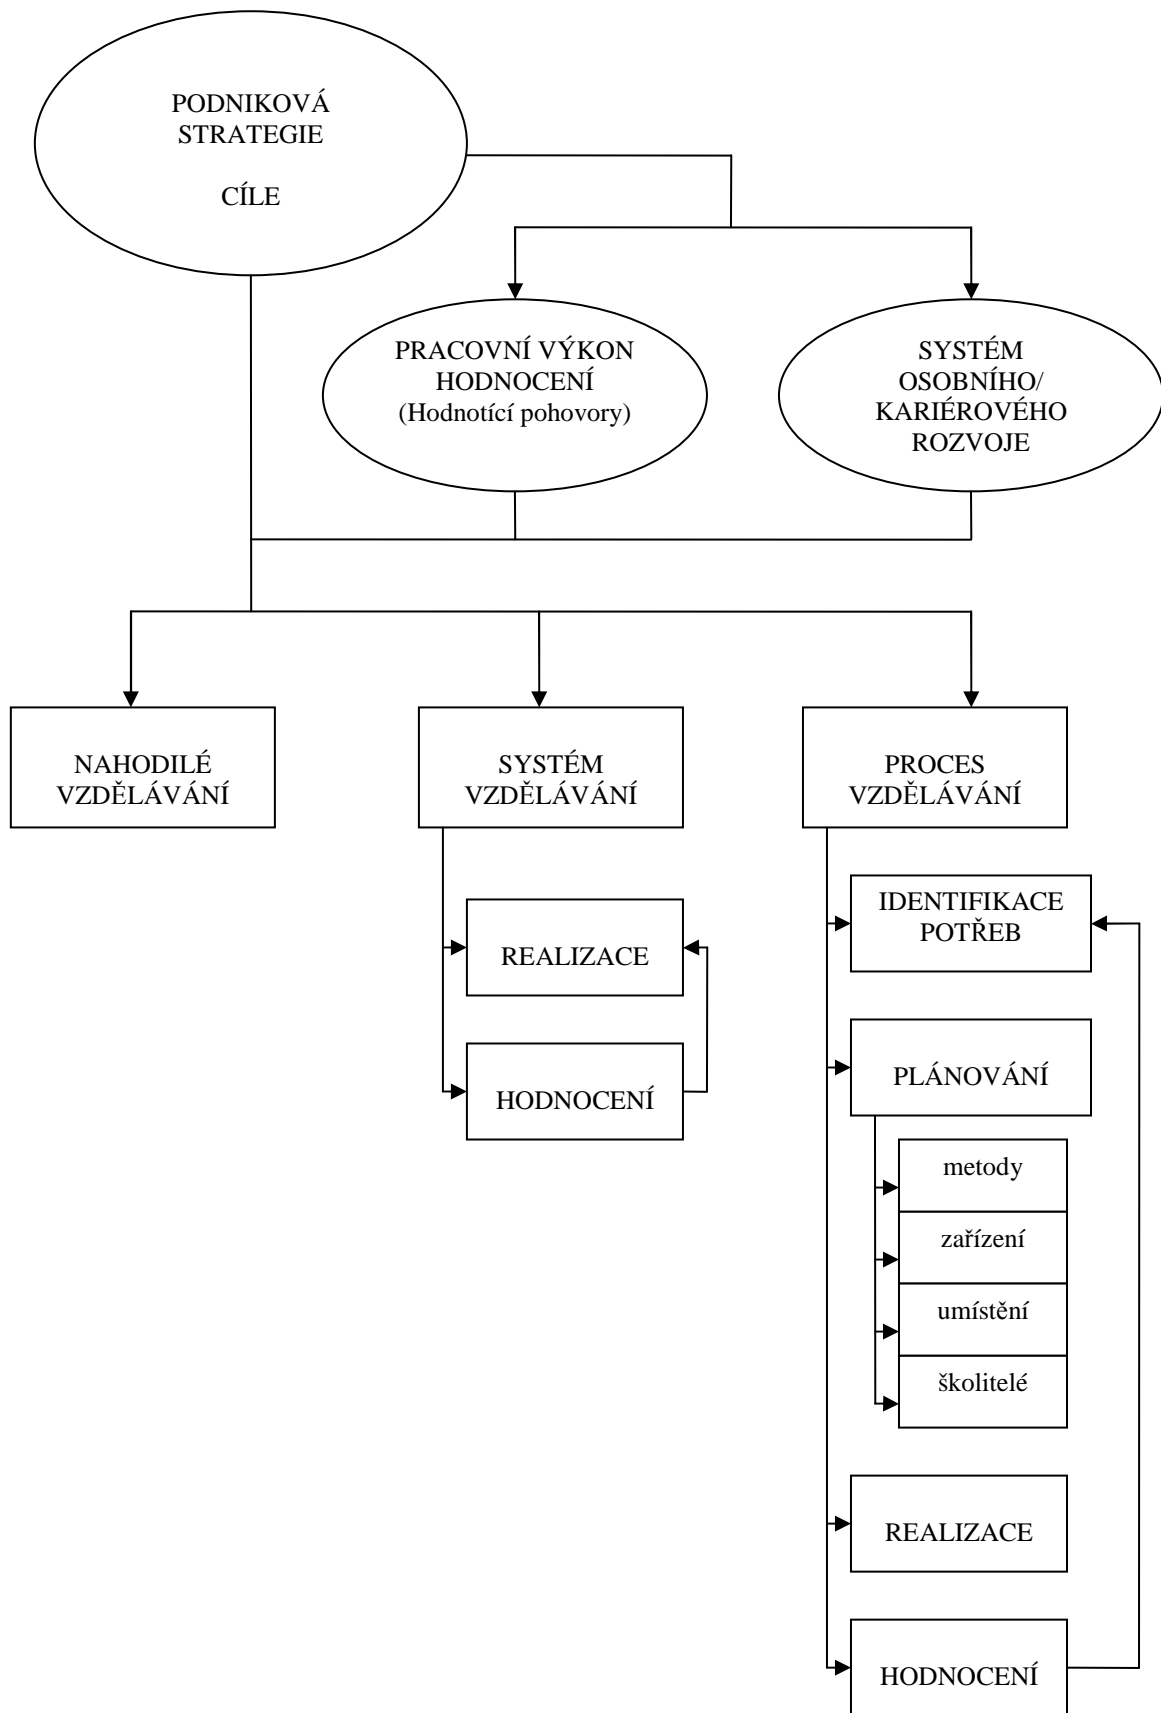 PODNIKOVÁ
STRATEGIE
CÍLE
PRACOVNÍ VÝKON
HODNOCENÍ
(Hodnotící pohovory)
SYSTÉM
OSOBNÍHO/
KARIÉROVÉHO
ROZVOJE
NAHODILÉ
VZDĚLÁVÁNÍ
SYSTÉM
VZDĚLÁVÁNÍ
REALIZACE
HODNOCENÍ
PROCES
VZDĚLÁVÁNÍ
IDENTIFIKACE
POTŘEB
PLÁNOVÁNÍ
metody
zařízení
umístění
školitelé
REALIZACE
HODNOCENÍ